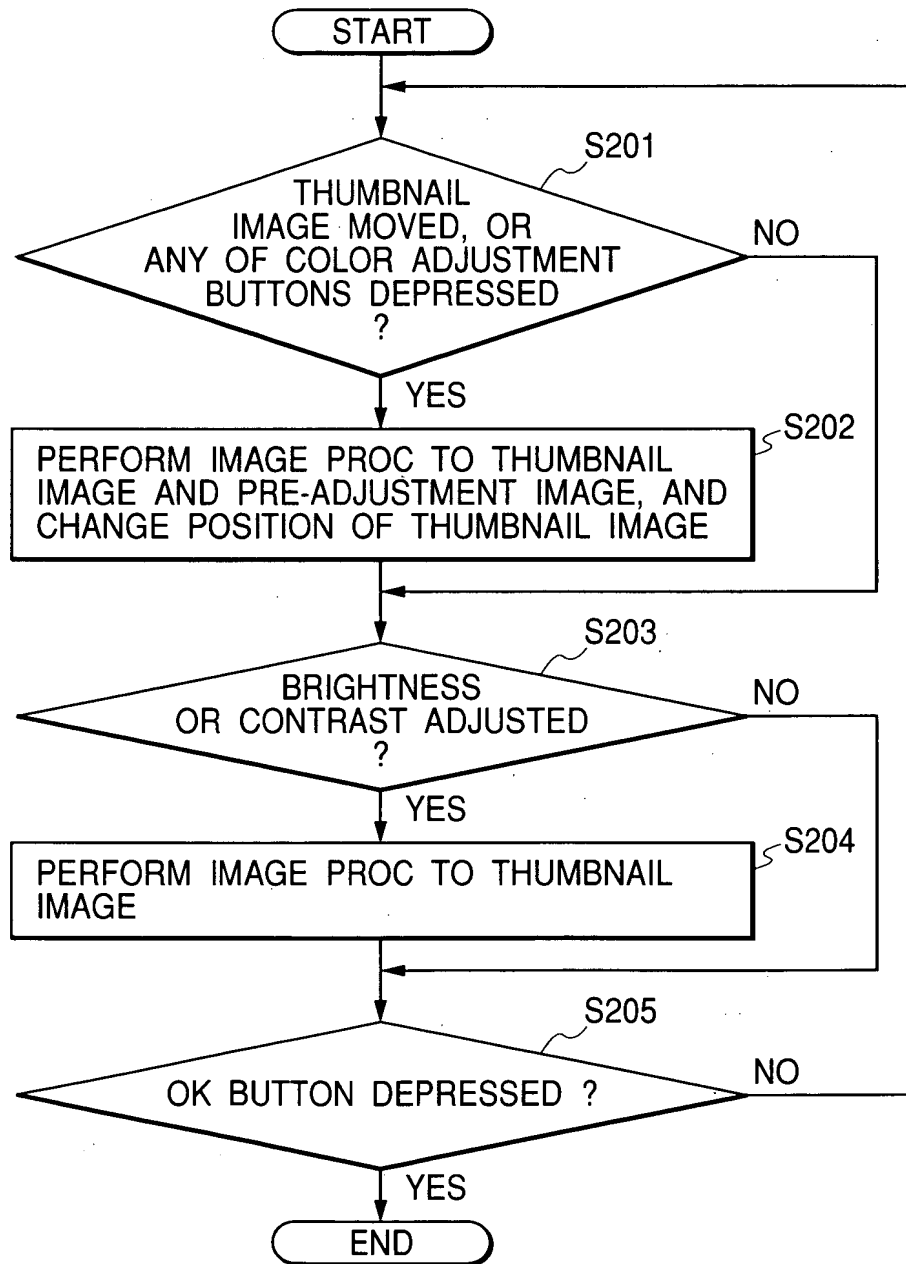 START
S201
THUMBNAIL
IMAGE MOVED, OR
ANY OF COLOR ADJUSTMENT
BUTTONS DEPRESSED
?
NO
YES
S202
PERFORM IMAGE PROC TO THUMBNAIL
IMAGE AND PRE-ADJUSTMENT IMAGE, AND
CHANGE POSITION OF THUMBNAIL IMAGE
S203
BRIGHTNESS
OR CONTRAST ADJUSTED
?
NO
YES
S204
PERFORM IMAGE PROC TO THUMBNAIL
IMAGE
S205
OK BUTTON DEPRESSED ?
NO
YES
END